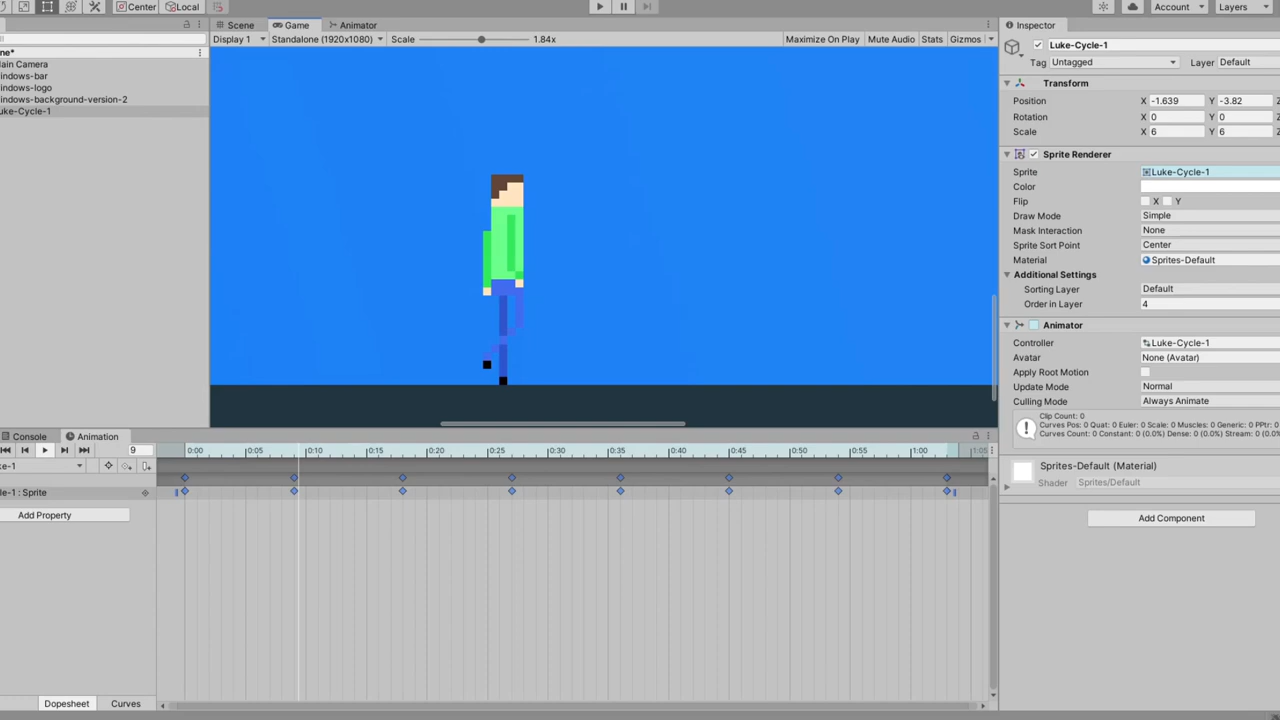 Center Local Account Layers
Scene Game Animator
Display 1 Standalone (1920x1080) Scale 1.84x Maximize On Play Mute Audio Stats Gizmos
ne*
ain Camera
indows-bar
indows-logo
indows-background-version-2
uke-Cycle-1
Inspector
Luke-Cycle-1
Tag Untagged Layer Default
Transform
Position X -1.639 Y -3.82
Rotation X 0 Y 0
Scale X 6 Y 6
Sprite Renderer
Sprite Luke-Cycle-1
Color
Flip X Y
Draw Mode Simple
Mask Interaction None
Sprite Sort Point Center
Material Sprites-Default
Additional Settings
Sorting Layer Default
Order in Layer 4
Animator
Controller Luke-Cycle-1
Avatar None (Avatar)
Apply Root Motion
Update Mode Normal
Culling Mode Always Animate
Clip Count: 0
Curves Pos: 0 Quat: 0 Euler: 0 Scale: 0 Muscles: 0 Generic: 0 PPtr:
Curves Count: 0 Constant: 0 (0.0%) Dense: 0 (0.0%) Stream: 0 (0.0%
Sprites-Default (Material)
Shader Sprites/Default
Add Component
Console Animation
9 0:00 0:05 0:10 0:15 0:20 0:25 0:30 0:35 0:40 0:45 0:50 0:55 1:00 1:05
ke-1
le-1 : Sprite
Add Property
Dopesheet Curves